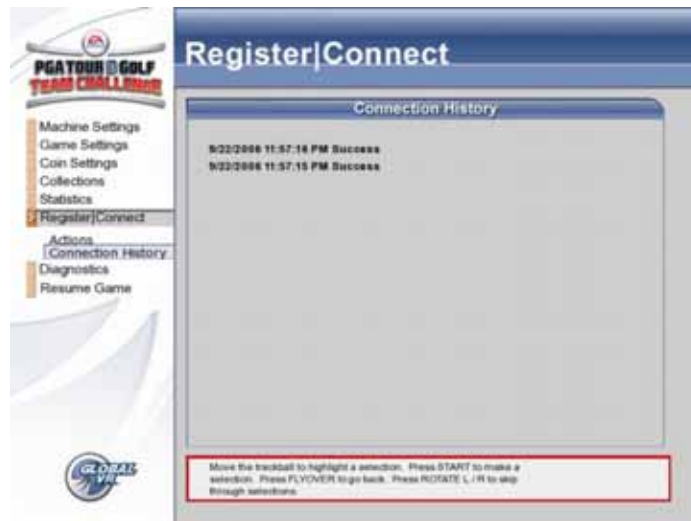 EA
PGA TOUR GOLF
TEAM CHALLENGE
Register|Connect
Connection History
Machine Settings
Game Settings
Coin Settings
Collections
Statistics
Register|Connect
Actions
Connection History
Diagnostics
Resume Game
9/22/2006 11:57:16 PM Success
9/22/2006 11:57:15 PM Success
GLOBAL
VR
Move the trackball to highlight a selection. Press START to make a
selection. Press FLYOVER to go back. Press ROTATE L / R to skip
through selections.